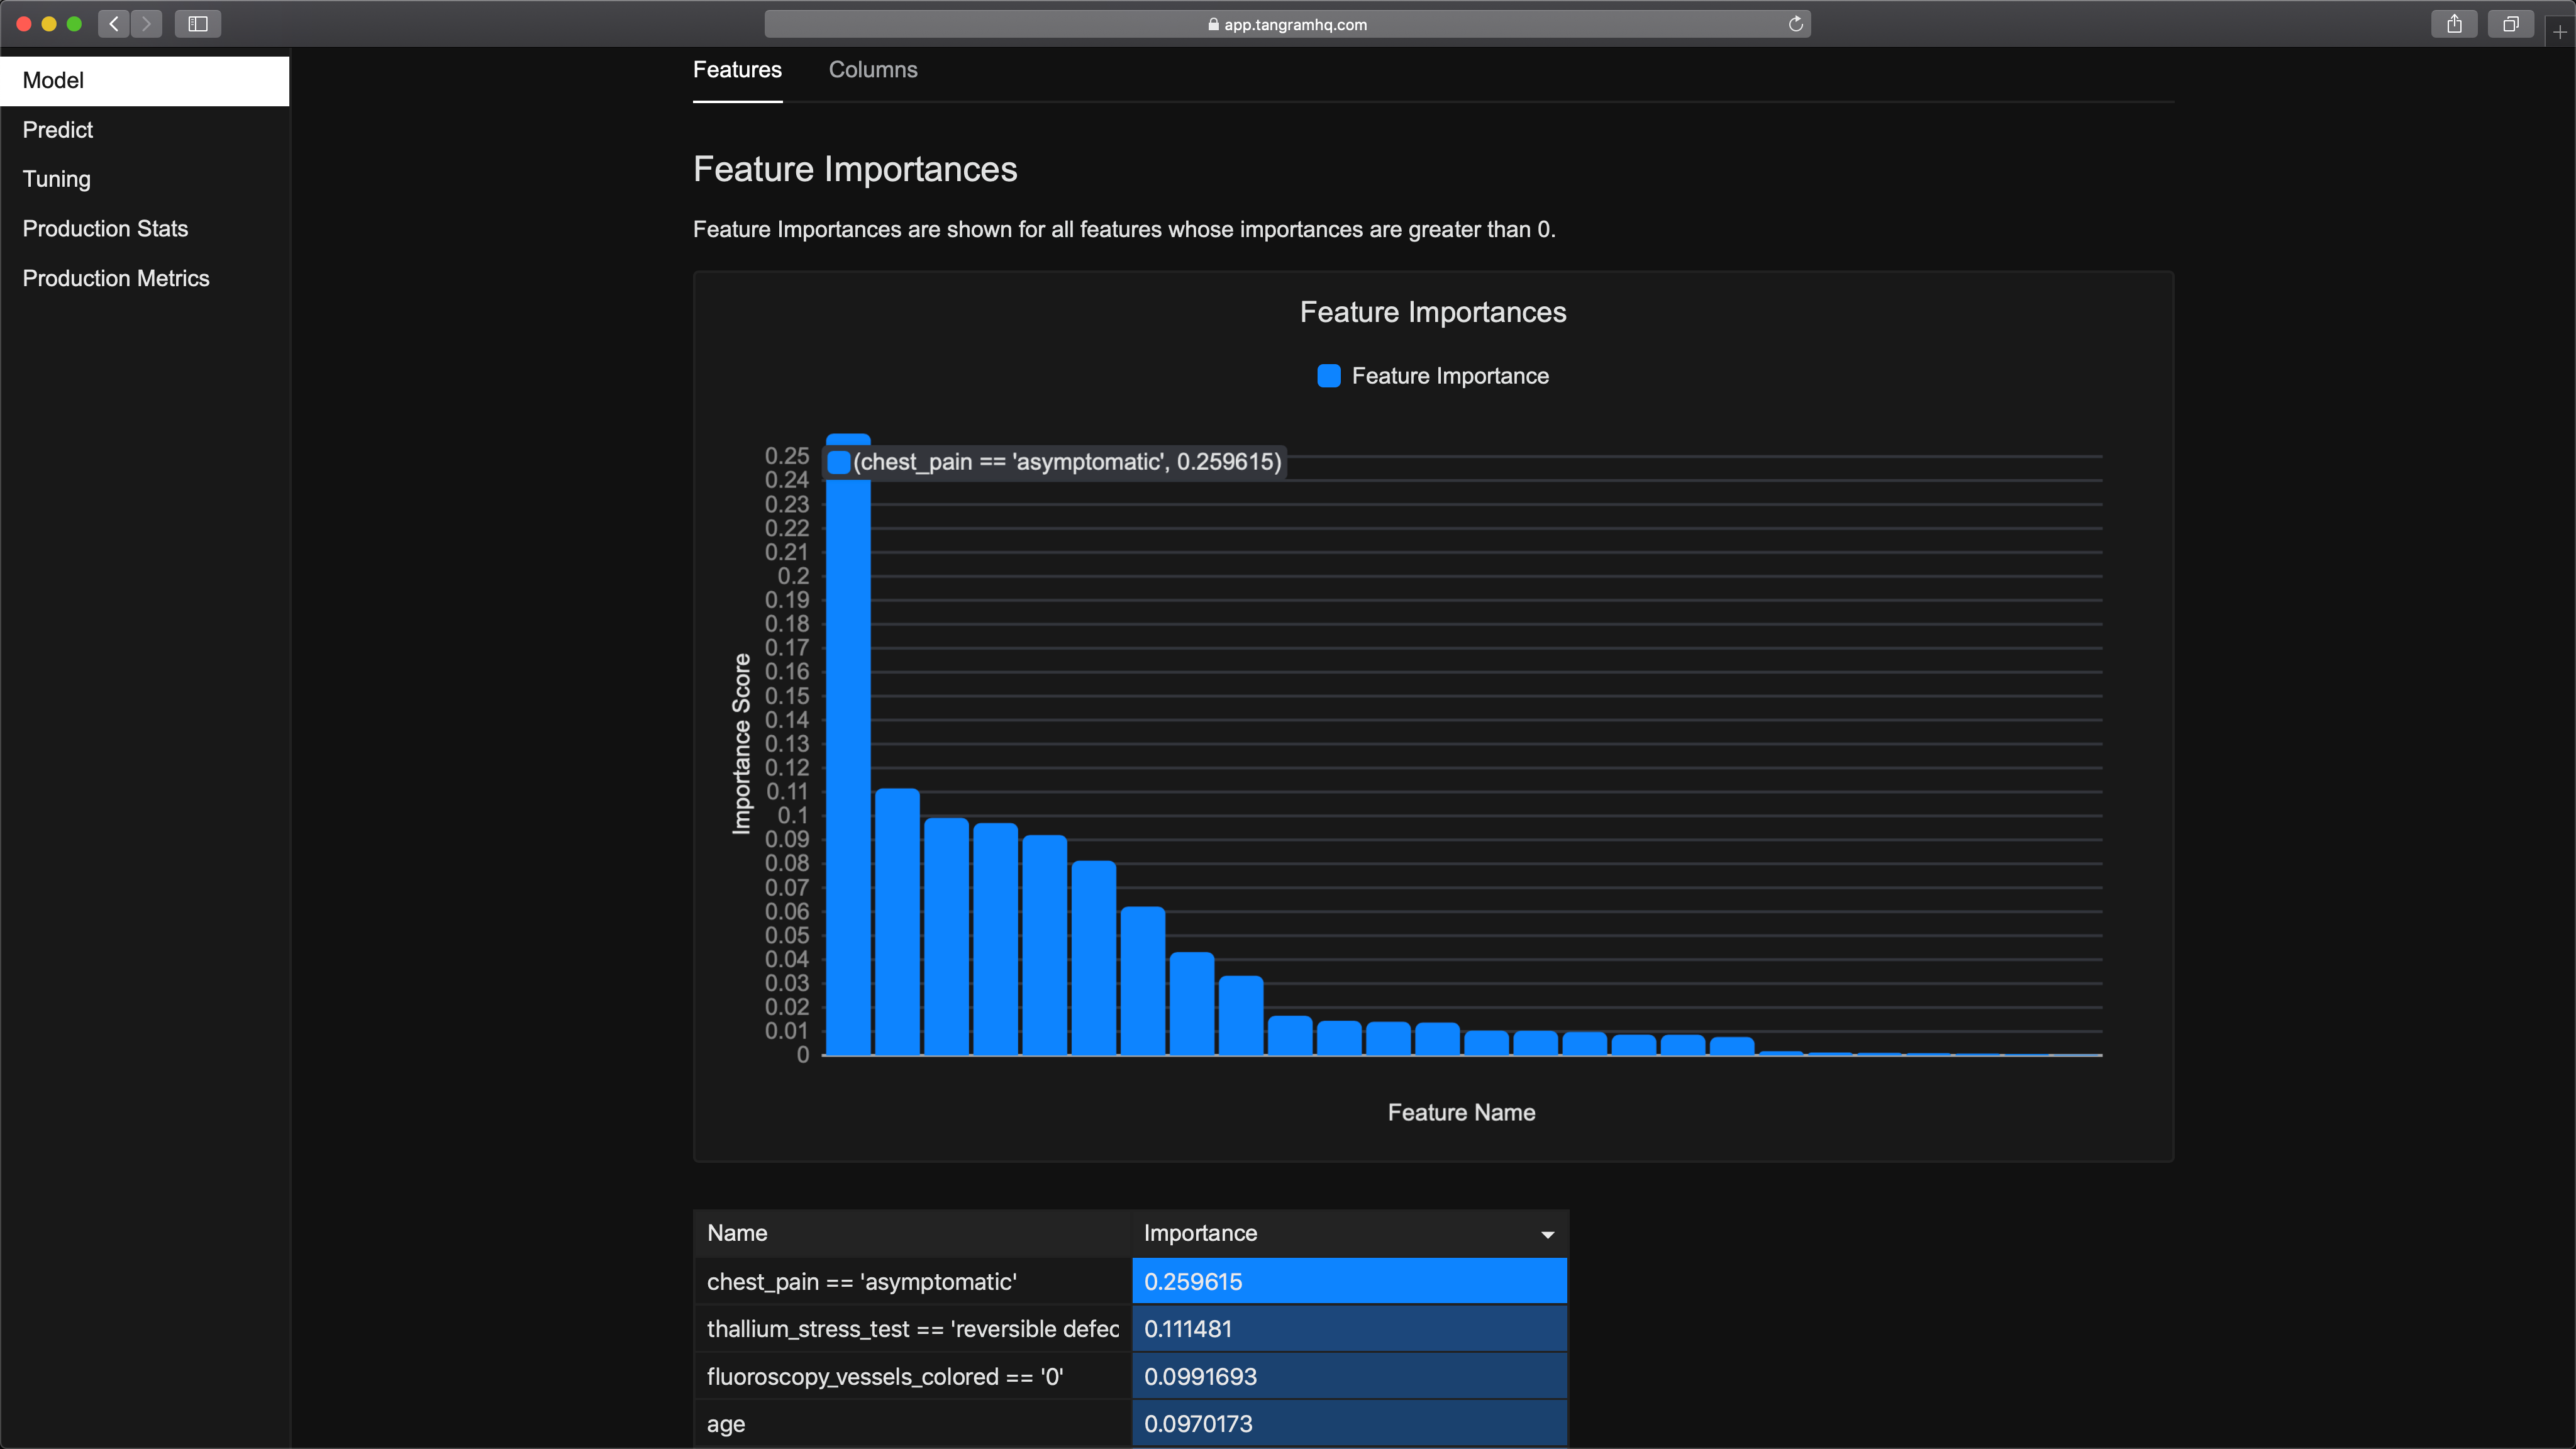 app.tangramhq.com
Model
Predict
Tuning
Production Stats
Production Metrics
Features Columns
Feature Importances
Feature Importances are shown for all features whose importances are greater than 0.
Feature Importances
Feature Importance
(chest_pain == 'asymptomatic', 0.259615)
0.25
0.24
0.23
0.22
0.21
0.2
0.19
0.18
0.17
0.16
0.15
0.14
0.13
0.12
0.11
0.1
0.09
0.08
0.07
0.06
0.05
0.04
0.03
0.02
0.01
0
Importance Score
Feature Name
Name Importance
chest_pain == 'asymptomatic' 0.259615
thallium_stress_test == 'reversible defec 0.111481
fluoroscopy_vessels_colored == '0' 0.0991693
age 0.0970173